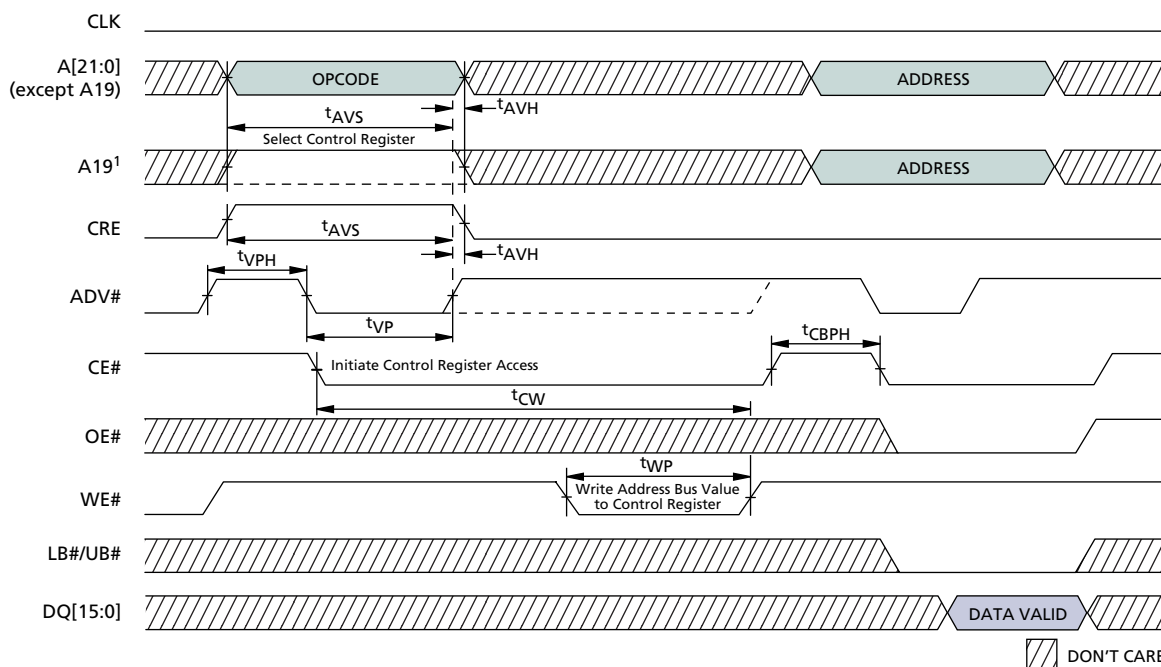 CLK
A[21:0]
(except A19)
OPCODE
ADDRESS
tAVH
tAVS
Select Control Register
A19¹
ADDRESS
CRE
tAVS
tAVH
tVPH
ADV#
tVP
tCBPH
CE#
Initiate Control Register Access
tCW
OE#
tWP
WE#
Write Address Bus Value
to Control Register
LB#/UB#
DQ[15:0]
DATA VALID
DON'T CARE